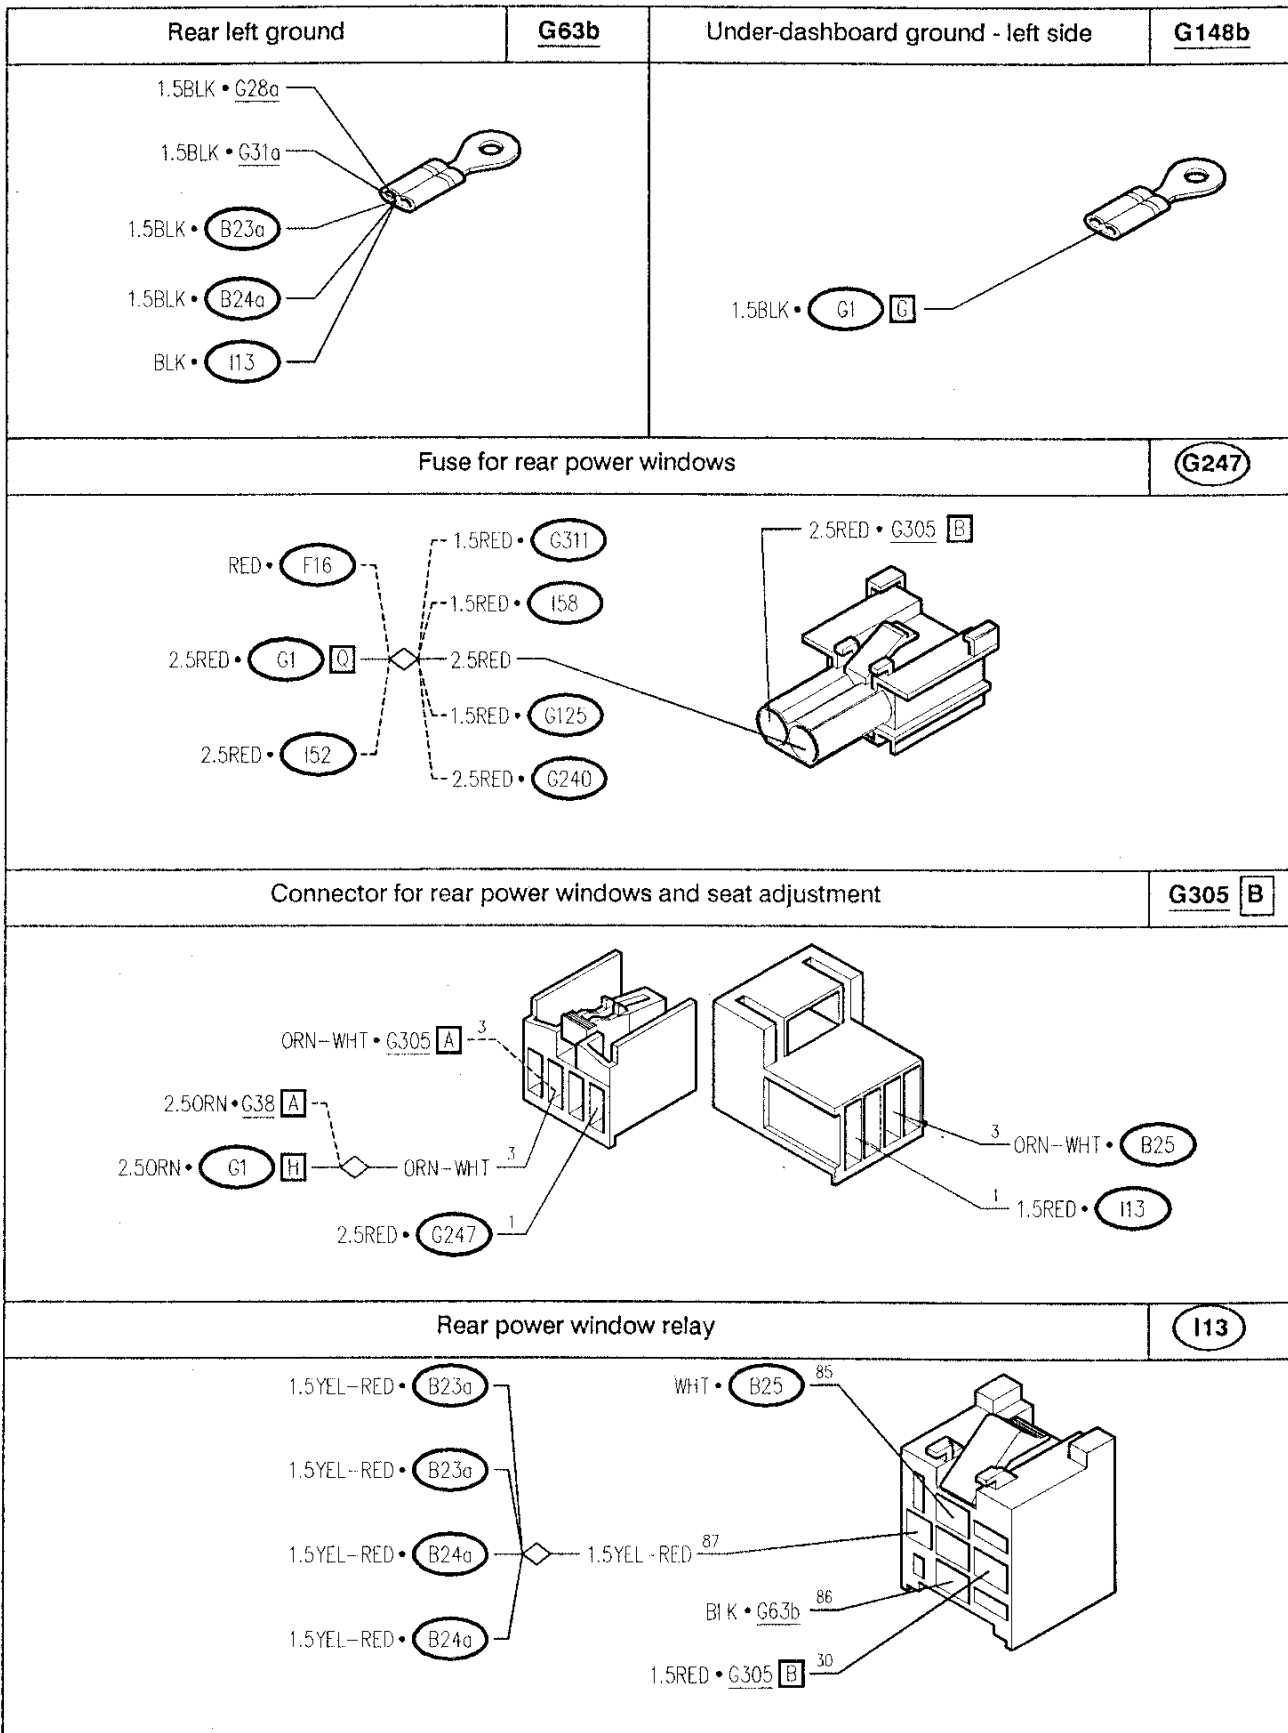 Rear left ground G63b
Under-dashboard ground - left side G148b
1.5BLK • G28a
1.5BLK • G31a
1.5BLK • B23a
1.5BLK • B24a
BLK • I13
1.5BLK • G1 G
Fuse for rear power windows G247
RED • F16
2.5RED • G1 Q
2.5RED • I52
1.5RED • G311
1.5RED • I58
2.5RED
1.5RED • G125
2.5RED • G240
2.5RED • G305 B
Connector for rear power windows and seat adjustment G305 B
ORN-WHT • G305 A 3
2.5ORN • G38 A
2.5ORN • G1 H
ORN-WHT 3
2.5RED • G247 1
3 ORN-WHT • B25
1 1.5RED • I13
Rear power window relay I13
1.5YEL-RED • B23a
1.5YEL-RED • B23a
1.5YEL-RED • B24a
1.5YEL-RED • B24a
1.5YEL-RED 87
WHT • B25 85
BLK • G63b 86
1.5RED • G305 B 30